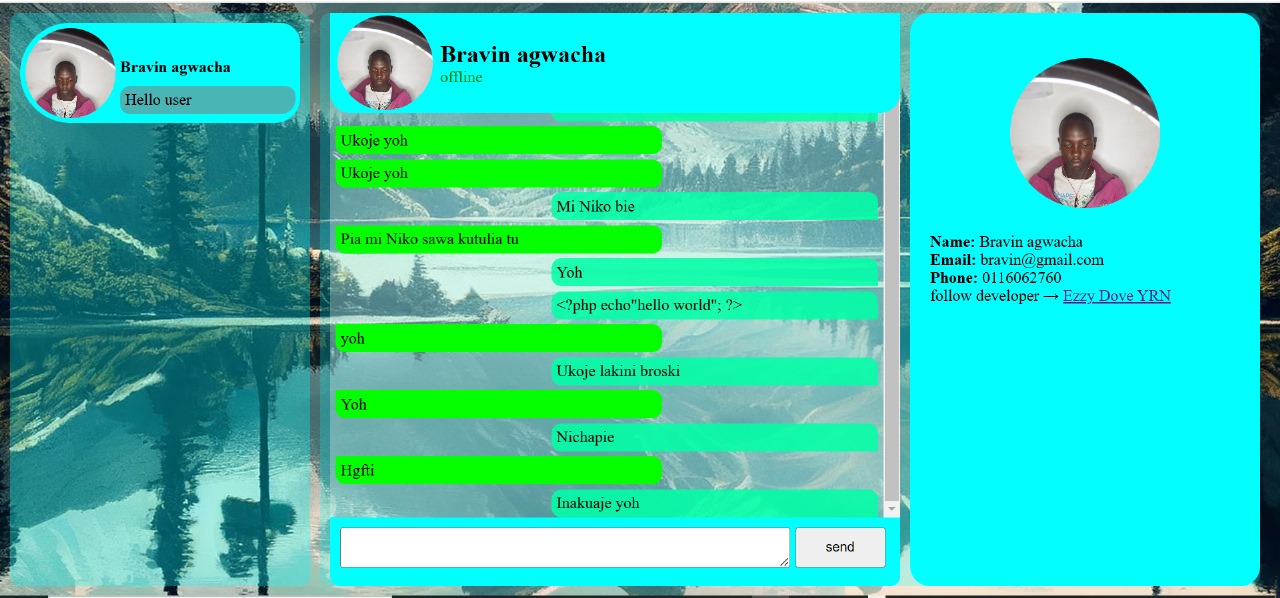 Bravin agwacha
Hello user
Bravin agwacha
offline
Ukoje yoh
Ukoje yoh
Mi Niko bie
Pia mi Niko sawa kutulia tu
Yoh
<?php echo"hello world"; ?>
yoh
Ukoje lakini broski
Yoh
Nichapie
Hgfti
Inakuaje yoh
send
Name: Bravin agwacha
Email: bravin@gmail.com
Phone: 0116062760
follow developer → Ezzy Dove YRN